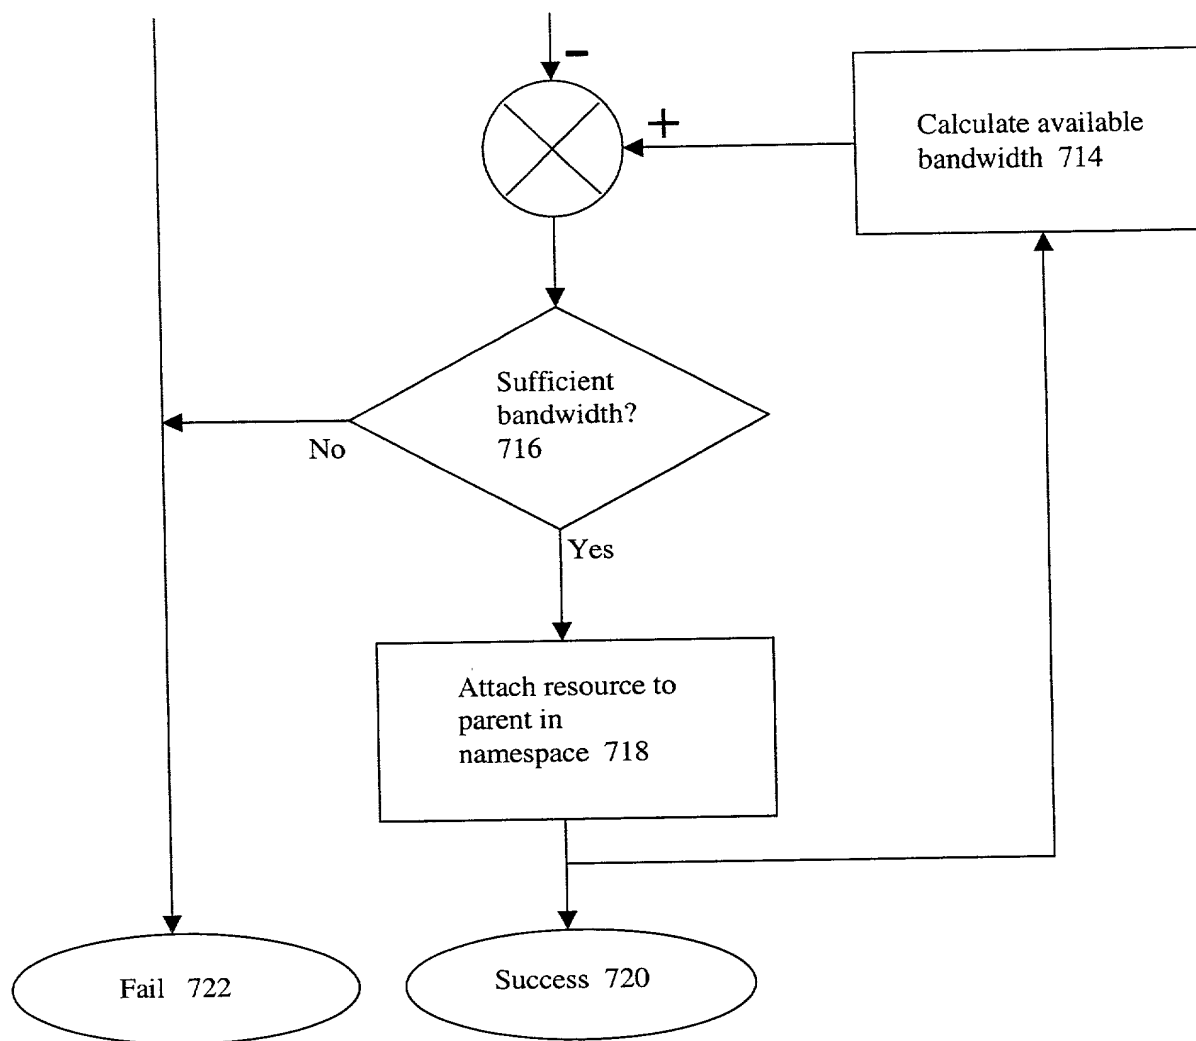 −
+
Calculate available
bandwidth 714
Sufficient
bandwidth?
716
No
Yes
Attach resource to
parent in
namespace 718
Fail 722
Success 720